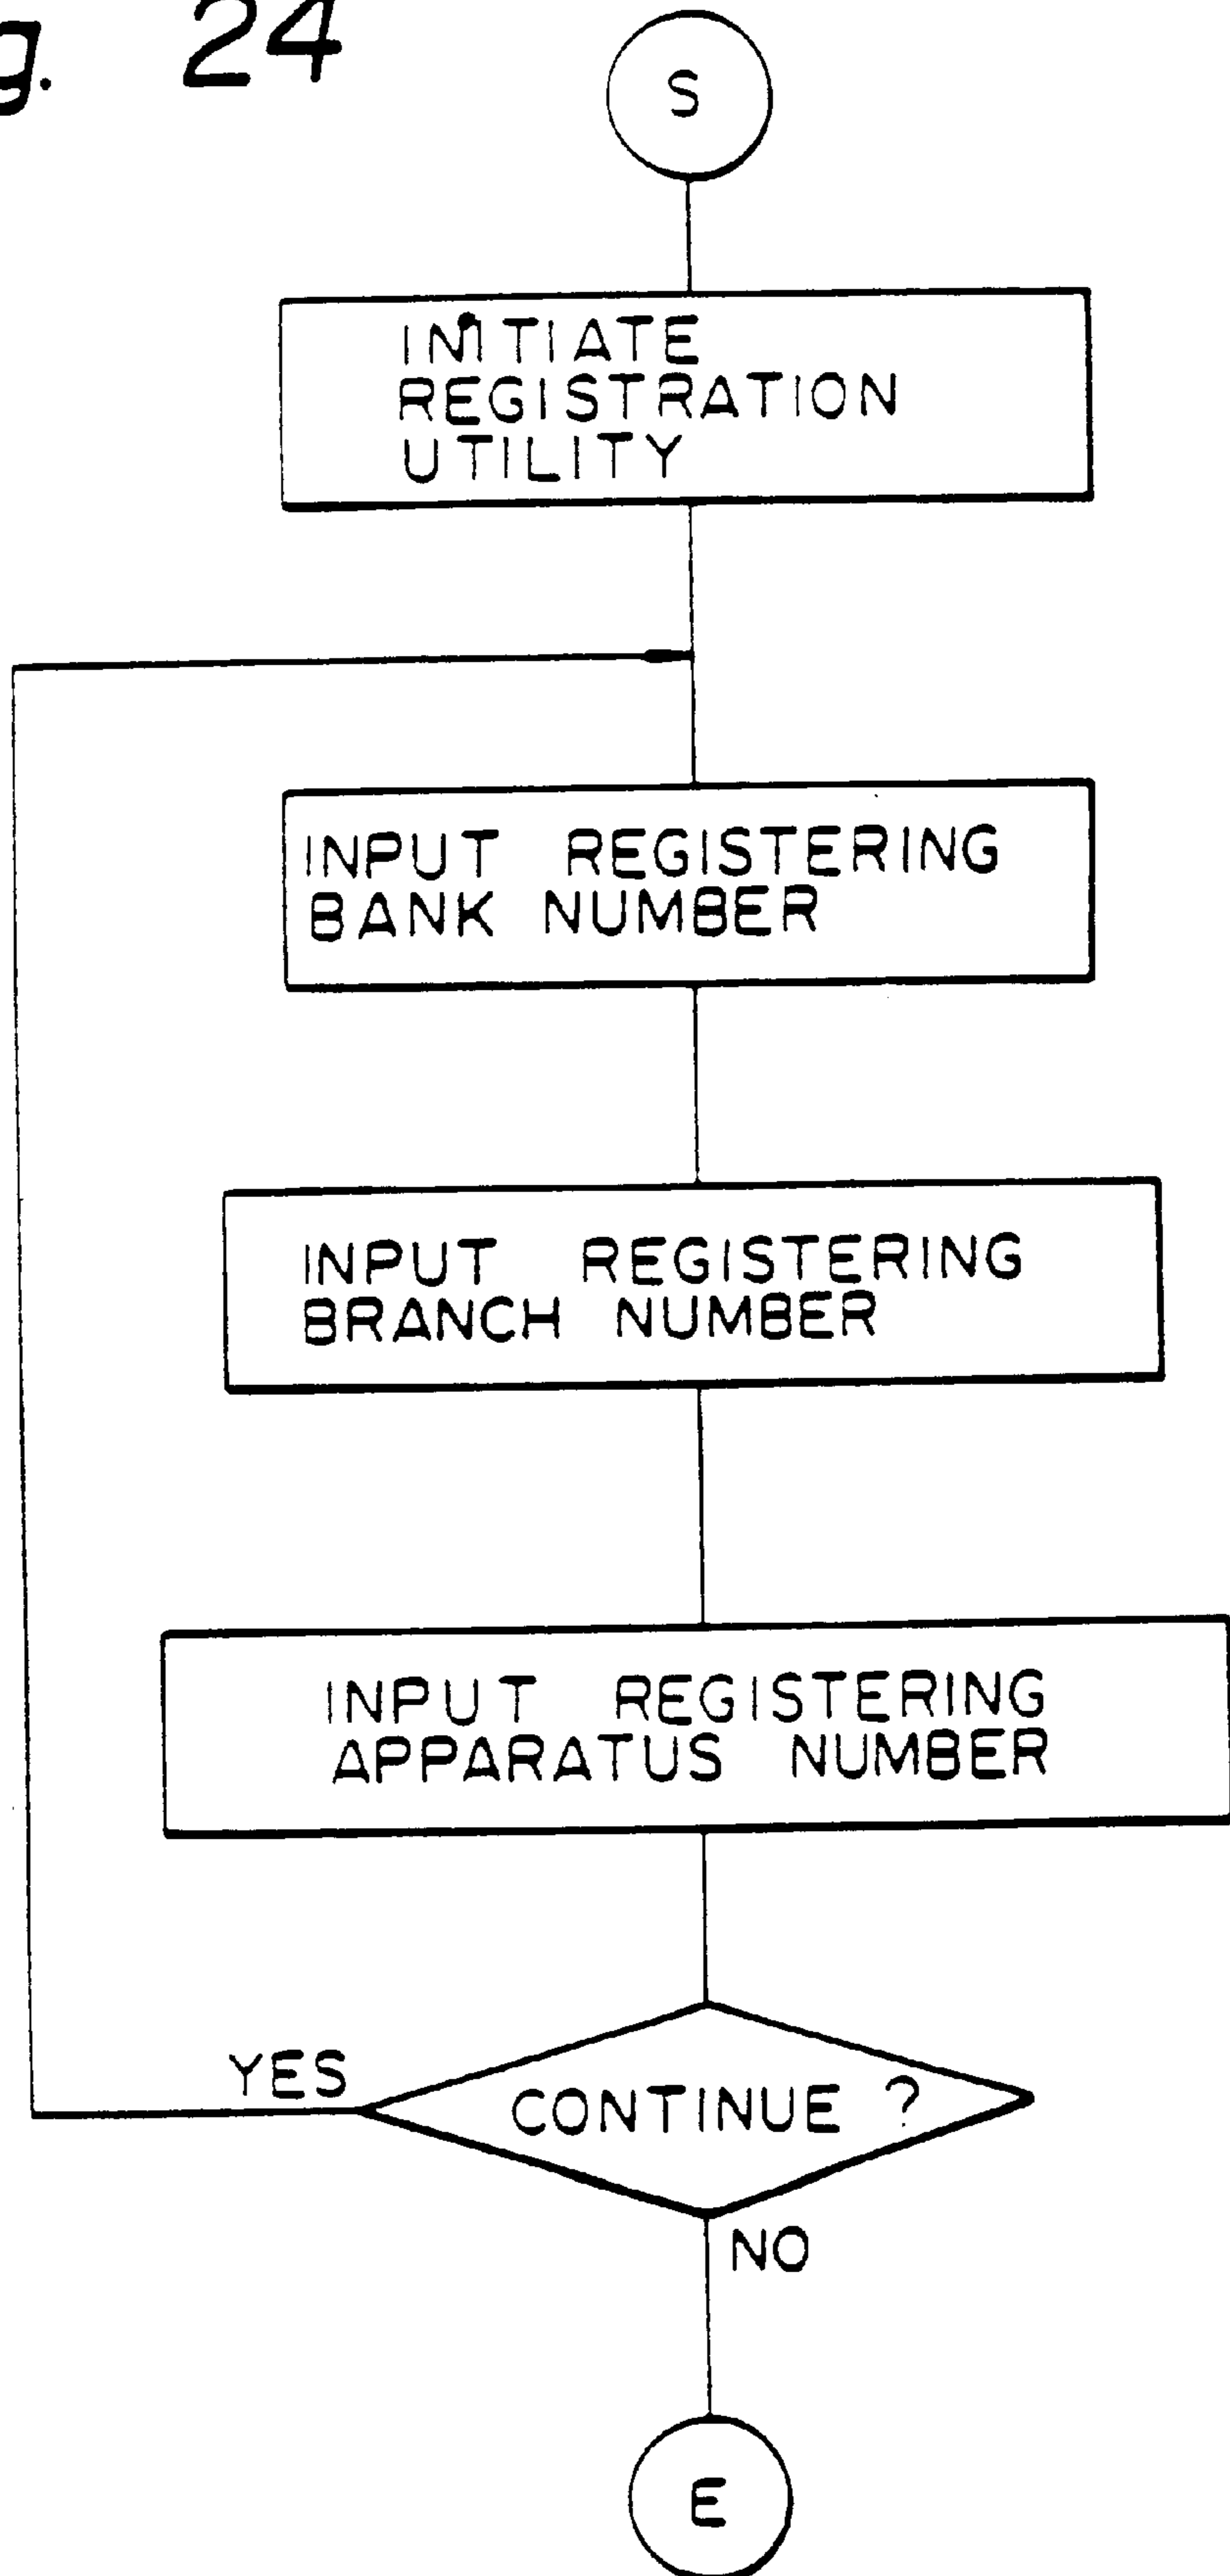 g. 24
S
INITIATE
REGISTRATION
UTILITY
INPUT REGISTERING
BANK NUMBER
INPUT REGISTERING
BRANCH NUMBER
INPUT REGISTERING
APPARATUS NUMBER
YES
CONTINUE ?
NO
E